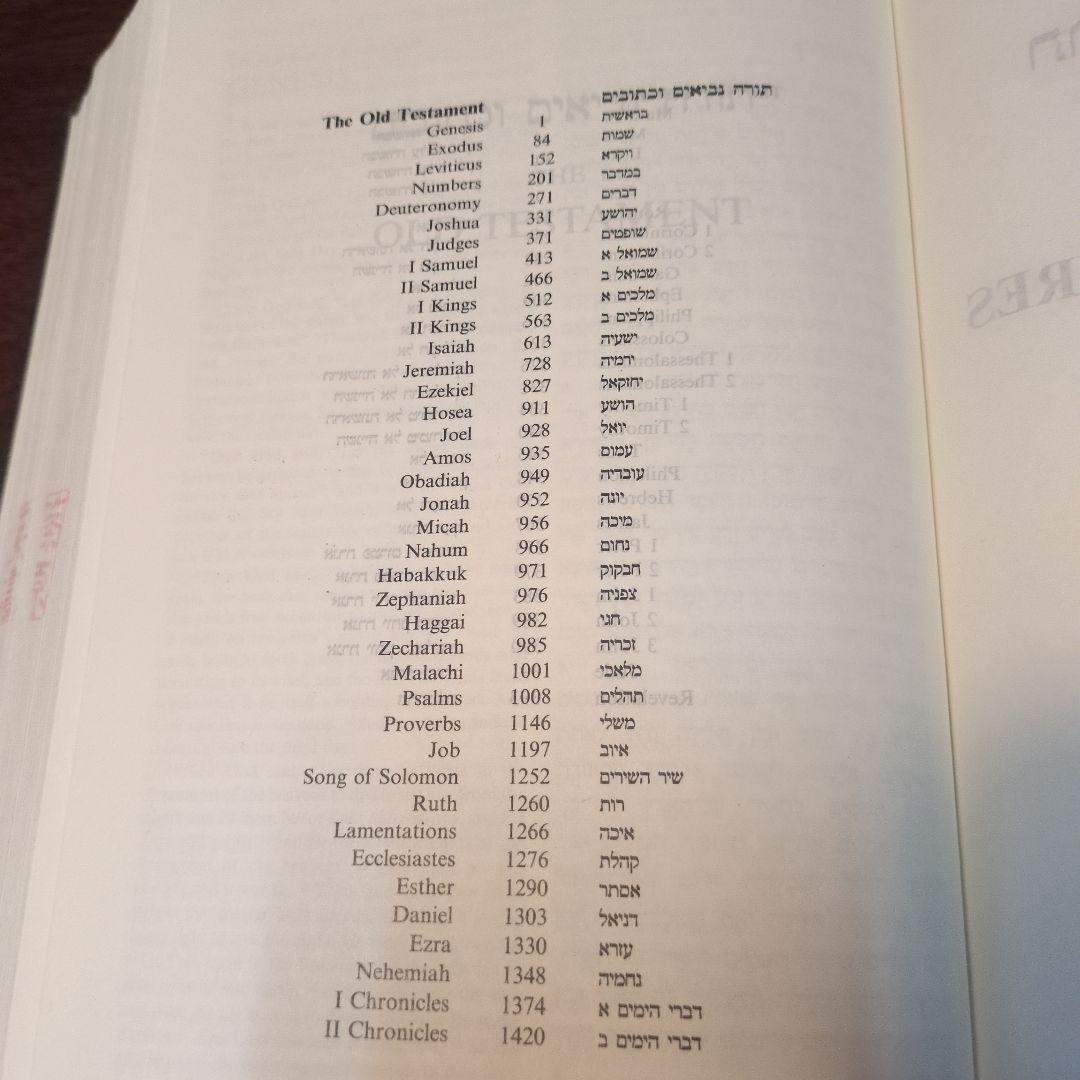 The Old Testament תורה נביאים וכתובים
Genesis 1 בראשית
Exodus 84 שמות
Leviticus 152 ויקרא
Numbers 201 במדבר
Deuteronomy 271 דברים
Joshua 331 יהושע
Judges 371 שופטים
I Samuel 413 שמואל א
II Samuel 466 שמואל ב
I Kings 512 מלכים א
II Kings 563 מלכים ב
Isaiah 613 ישעיה
Jeremiah 728 ירמיה
Ezekiel 827 יחזקאל
Hosea 911 הושע
Joel 928 יואל
Amos 935 עמוס
Obadiah 949 עובדיה
Jonah 952 יונה
Micah 956 מיכה
Nahum 966 נחום
Habakkuk 971 חבקוק
Zephaniah 976 צפניה
Haggai 982 חגי
Zechariah 985 זכריה
Malachi 1001 מלאכי
Psalms 1008 תהלים
Proverbs 1146 משלי
Job 1197 איוב
Song of Solomon 1252 שיר השירים
Ruth 1260 רות
Lamentations 1266 איכה
Ecclesiastes 1276 קהלת
Esther 1290 אסתר
Daniel 1303 דניאל
Ezra 1330 עזרא
Nehemiah 1348 נחמיה
I Chronicles 1374 דברי הימים א
II Chronicles 1420 דברי הימים ב